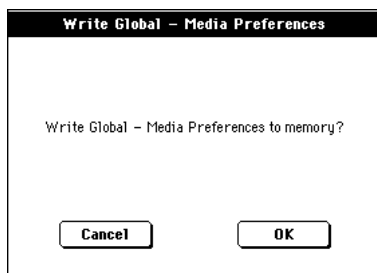 Write Global – Media Preferences
Write Global – Media Preferences to memory?
Cancel OK